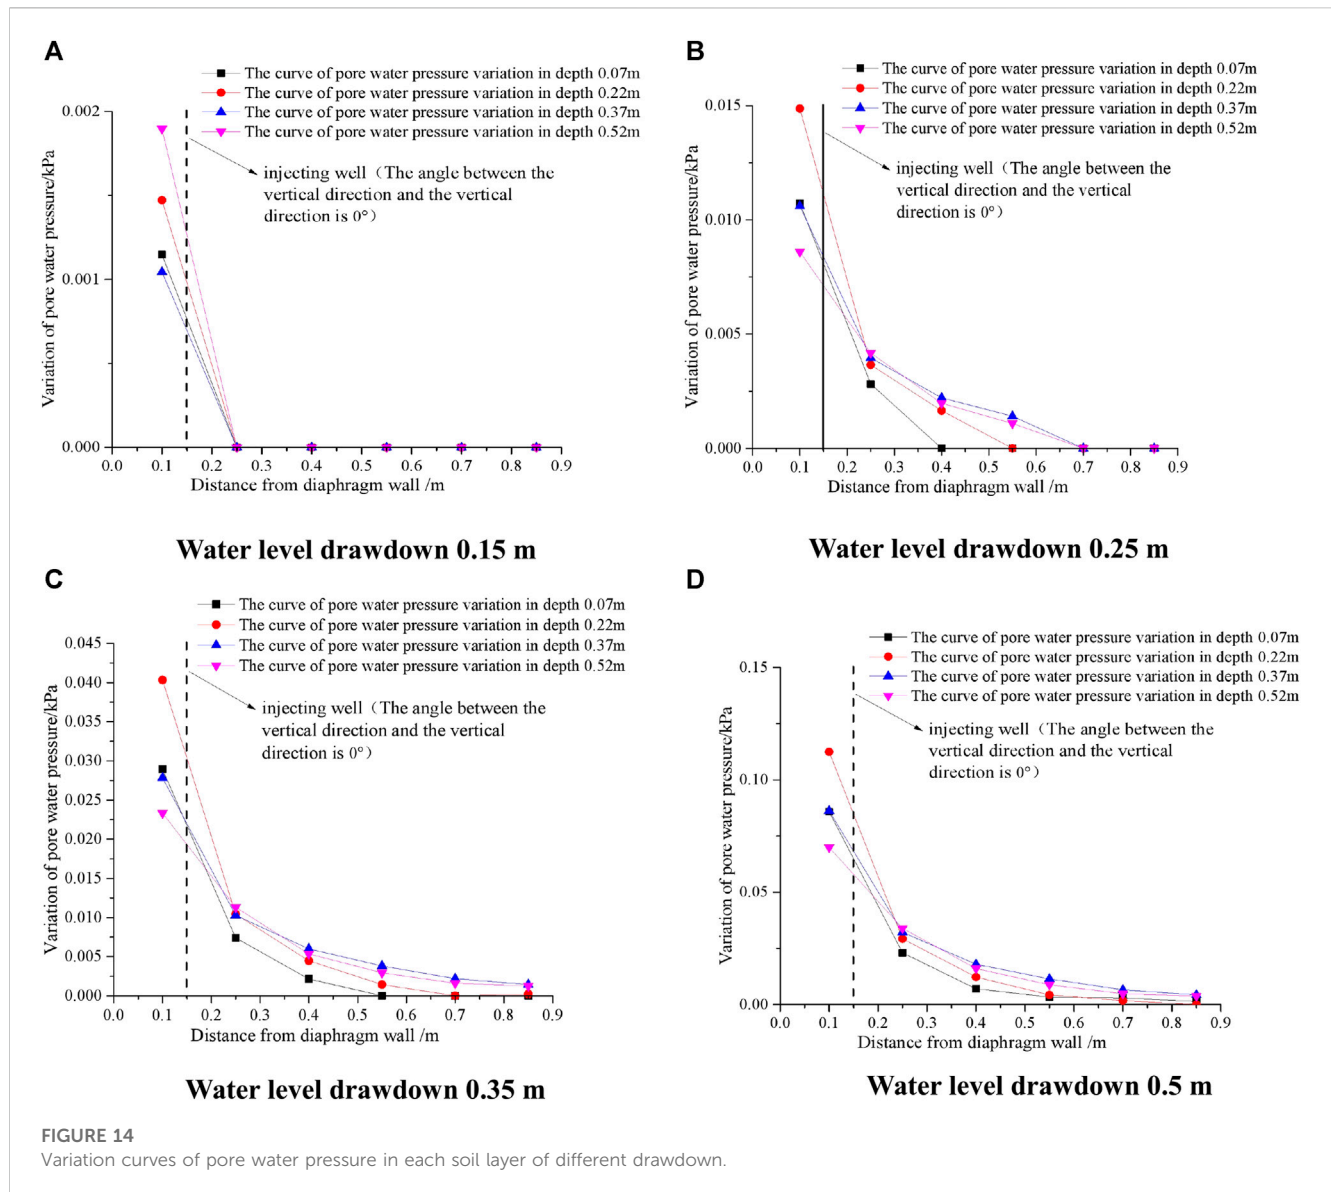 A
The curve of pore water pressure variation in depth 0.07m
The curve of pore water pressure variation in depth 0.22m
The curve of pore water pressure variation in depth 0.37m
The curve of pore water pressure variation in depth 0.52m
injecting well（The angle between the
vertical direction and the vertical
direction is 0°）
Variation of pore water pressure/kPa
0.002
0.001
0.000
0.0 0.1 0.2 0.3 0.4 0.5 0.6 0.7 0.8 0.9
Distance from diaphragm wall /m
Water level drawdown 0.15 m
B
The curve of pore water pressure variation in depth 0.07m
The curve of pore water pressure variation in depth 0.22m
The curve of pore water pressure variation in depth 0.37m
The curve of pore water pressure variation in depth 0.52m
injecting well（The angle between the
vertical direction and the vertical
direction is 0°）
Variation of pore water pressure/kPa
0.015
0.010
0.005
0.000
0.0 0.1 0.2 0.3 0.4 0.5 0.6 0.7 0.8 0.9
Distance from diaphragm wall /m
Water level drawdown 0.25 m
C
The curve of pore water pressure variation in depth 0.07m
The curve of pore water pressure variation in depth 0.22m
The curve of pore water pressure variation in depth 0.37m
The curve of pore water pressure variation in depth 0.52m
injecting well（The angle between the
vertical direction and the vertical
direction is 0°）
Variation of pore water pressure/kPa
0.045
0.040
0.035
0.030
0.025
0.020
0.015
0.010
0.005
0.000
0.0 0.1 0.2 0.3 0.4 0.5 0.6 0.7 0.8 0.9
Distance from diaphragm wall /m
Water level drawdown 0.35 m
D
The curve of pore water pressure variation in depth 0.07m
The curve of pore water pressure variation in depth 0.22m
The curve of pore water pressure variation in depth 0.37m
The curve of pore water pressure variation in depth 0.52m
injecting well（The angle between the
vertical direction and the vertical
direction is 0°）
Variation of pore water pressure/kPa
0.15
0.10
0.05
0.00
0.0 0.1 0.2 0.3 0.4 0.5 0.6 0.7 0.8 0.9
Distance from diaphragm wall /m
Water level drawdown 0.5 m
FIGURE 14
Variation curves of pore water pressure in each soil layer of different drawdown.